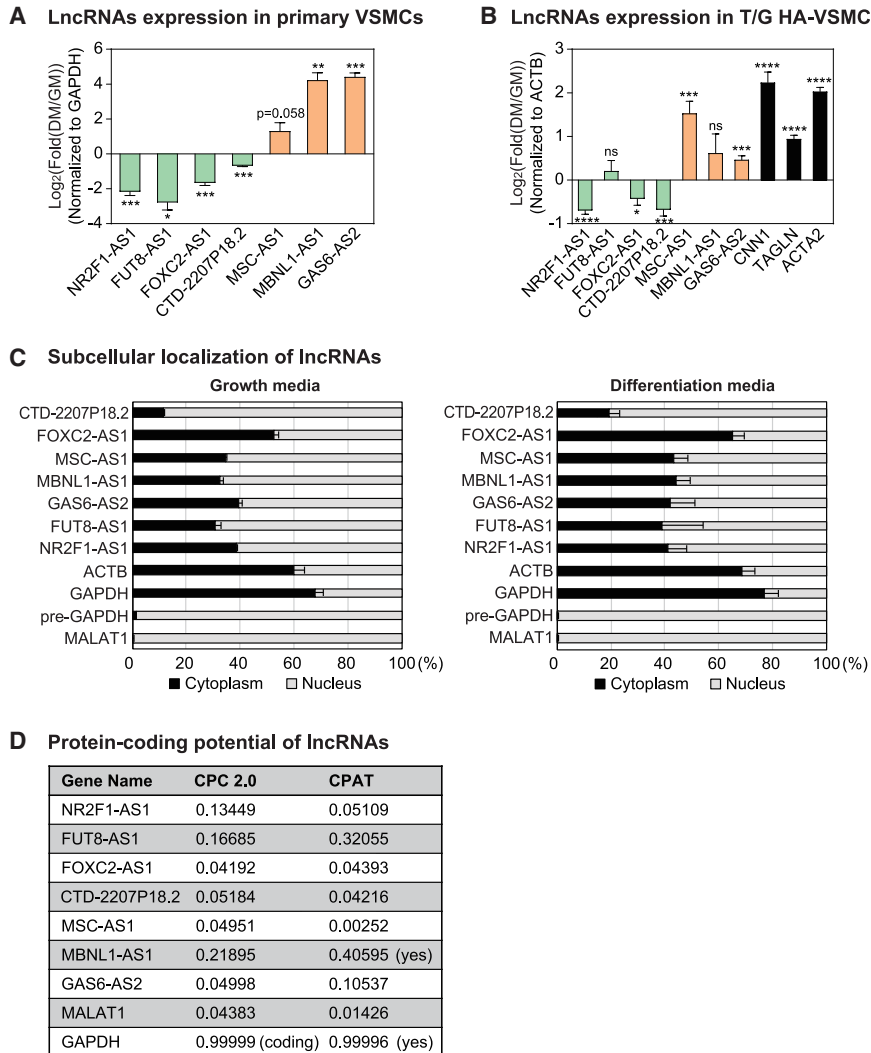 A LncRNAs expression in primary VSMCs
Log2(Fold(DM/GM))
(Normalized to GAPDH)
6
4
2
0
-2
-4
***
*
***
***
p=0.058
**
***
NR2F1-AS1
FUT8-AS1
FOXC2-AS1
CTD-2207P18.2
MSC-AS1
MBNL1-AS1
GAS6-AS2
B LncRNAs expression in T/G HA-VSMC
Log2(Fold(DM/GM))
(Normalized to ACTB)
3
2
1
0
-1
****
ns
*
***
***
ns
***
****
****
****
NR2F1-AS1
FUT8-AS1
FOXC2-AS1
CTD-2207P18.2
MSC-AS1
MBNL1-AS1
GAS6-AS2
CNN1
TAGLN
ACTA2
C Subcellular localization of lncRNAs
Growth media
CTD-2207P18.2
FOXC2-AS1
MSC-AS1
MBNL1-AS1
GAS6-AS2
FUT8-AS1
NR2F1-AS1
ACTB
GAPDH
pre-GAPDH
MALAT1
0 20 40 60 80 100 (%)
Cytoplasm Nucleus
Differentiation media
CTD-2207P18.2
FOXC2-AS1
MSC-AS1
MBNL1-AS1
GAS6-AS2
FUT8-AS1
NR2F1-AS1
ACTB
GAPDH
pre-GAPDH
MALAT1
0 20 40 60 80 100 (%)
Cytoplasm Nucleus
D Protein-coding potential of lncRNAs
Gene Name CPC 2.0 CPAT
NR2F1-AS1 0.13449 0.05109
FUT8-AS1 0.16685 0.32055
FOXC2-AS1 0.04192 0.04393
CTD-2207P18.2 0.05184 0.04216
MSC-AS1 0.04951 0.00252
MBNL1-AS1 0.21895 0.40595 (yes)
GAS6-AS2 0.04998 0.10537
MALAT1 0.04383 0.01426
GAPDH 0.99999 (coding) 0.99996 (yes)